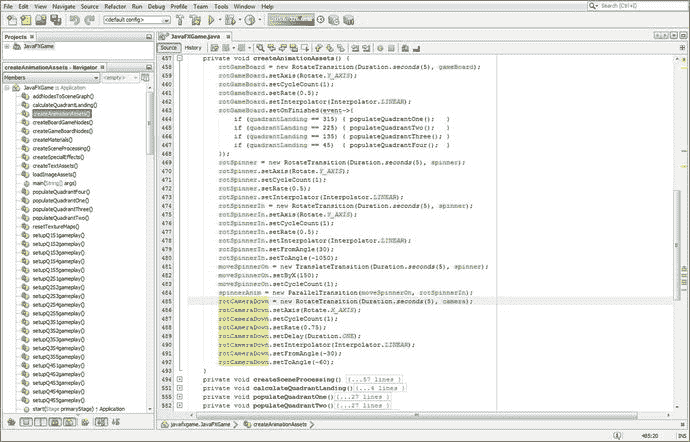 File Edit View Navigate Source Refactor Run Debug Profile Team Tools Window Help
Search (Ctrl+I)
<default config>
Projects
JavaFXGame
createAnimationAssets - Navigator
Members
<empty>
JavaFXGame :: Application
addNodesToSceneGraph()
calculateQuadrantLanding()
createAnimationAssets()
createBoardGameNodes()
createGameBoardNodes()
createMaterials()
createSceneProcessing()
createSpecialEffects()
createTextAssets()
loadImageAssets()
main(String[] args)
populateQuadrantFour()
populateQuadrantOne()
populateQuadrantThree()
populateQuadrantTwo()
resetTextureMaps()
setupQ1S1gameplay()
setupQ1S2gameplay()
setupQ1S3gameplay()
setupQ1S4gameplay()
setupQ1S5gameplay()
setupQ2S1gameplay()
setupQ2S2gameplay()
setupQ2S3gameplay()
setupQ2S4gameplay()
setupQ2S5gameplay()
setupQ3S1gameplay()
setupQ3S2gameplay()
setupQ3S3gameplay()
setupQ3S4gameplay()
setupQ3S5gameplay()
setupQ4S1gameplay()
setupQ4S2gameplay()
setupQ4S3gameplay()
setupQ4S4gameplay()
setupQ4S5gameplay()
start(Stage primaryStage) : Application
JavaFXGame.java
Source History
457 private void createAnimationAssets() {
458 rotGameBoard = new RotateTransition(Duration.seconds(5), gameBoard);
459 rotGameBoard.setAxis(Rotate.Y_AXIS);
460 rotGameBoard.setCycleCount(1);
461 rotGameBoard.setRate(0.5);
462 rotGameBoard.setInterpolator(Interpolator.LINEAR);
463 rotGameBoard.setOnFinished(event->{
464 if (quadrantLanding == 315) { populateQuadrantOne(); }
465 if (quadrantLanding == 225) { populateQuadrantTwo(); }
466 if (quadrantLanding == 135) { populateQuadrantThree(); }
467 if (quadrantLanding == 45) { populateQuadrantFour(); }
468 });
469 rotSpinner = new RotateTransition(Duration.seconds(5), spinner);
470 rotSpinner.setAxis(Rotate.Y_AXIS);
471 rotSpinner.setCycleCount(1);
472 rotSpinner.setRate(0.5);
473 rotSpinner.setInterpolator(Interpolator.LINEAR);
474 rotSpinnerIn = new RotateTransition(Duration.seconds(5), spinner);
475 rotSpinnerIn.setAxis(Rotate.Y_AXIS);
476 rotSpinnerIn.setCycleCount(1);
477 rotSpinnerIn.setRate(0.5);
478 rotSpinnerIn.setInterpolator(Interpolator.LINEAR);
479 rotSpinnerIn.setFromAngle(30);
480 rotSpinnerIn.setToAngle(-1050);
481 moveSpinnerOn = new TranslateTransition(Duration.seconds(5), spinner);
482 moveSpinnerOn.setByX(150);
483 moveSpinnerOn.setCycleCount(1);
484 spinnerAnim = new ParallelTransition(moveSpinnerOn, rotSpinnerIn);
485 rotCameraDown = new RotateTransition(Duration.seconds(5), camera);
486 rotCameraDown.setAxis(Rotate.X_AXIS);
487 rotCameraDown.setCycleCount(1);
488 rotCameraDown.setRate(0.75);
489 rotCameraDown.setDelay(Duration.ONE);
490 rotCameraDown.setInterpolator(Interpolator.LINEAR);
491 rotCameraDown.setFromAngle(-30);
492 rotCameraDown.setToAngle(-60);
493 }
494 private void createSceneProcessing() {...57 lines }
551 private void calculateQuadrantLanding() {...4 lines }
555 private void populateQuadrantOne() {...27 lines }
582 private void populateQuadrantTwo() {...27 lines }
javafxgame.JavaFXGame
createAnimationAssets
485:20
INS